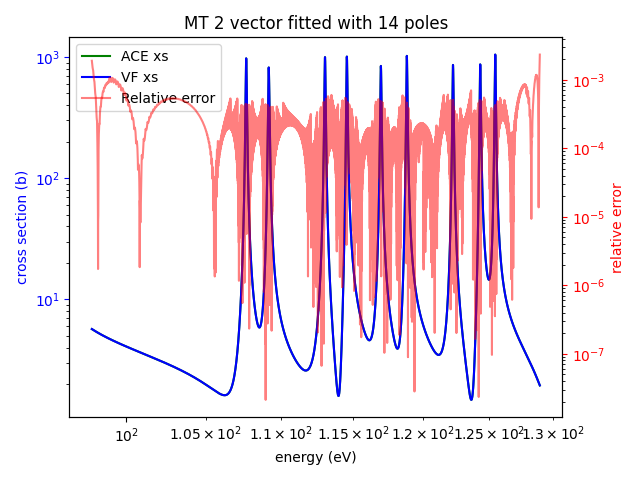 MT 2 vector fitted with 14 poles
ACE xs
VF xs
Relative error
10³
10²
10¹
cross section (b)
10⁻³
10⁻⁴
10⁻⁵
10⁻⁶
10⁻⁷
relative error
10² 1.05 × 10² 1.1 × 10² 1.15 × 10² 1.2 × 10² 1.25 × 10² 1.3 × 10²
energy (eV)